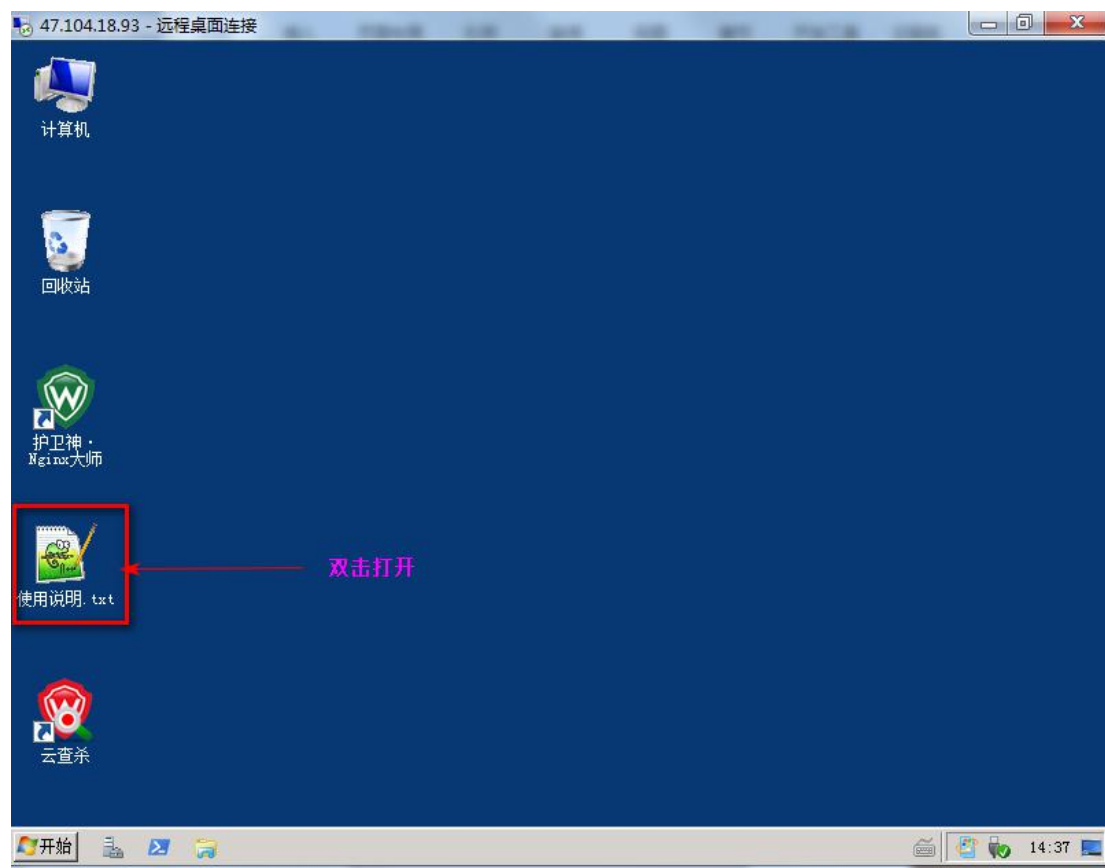 47.104.18.93 - 远程桌面连接
计算机
回收站
护卫神·
Nginx大师
双击打开
使用说明.txt
云查杀
开始
14:37